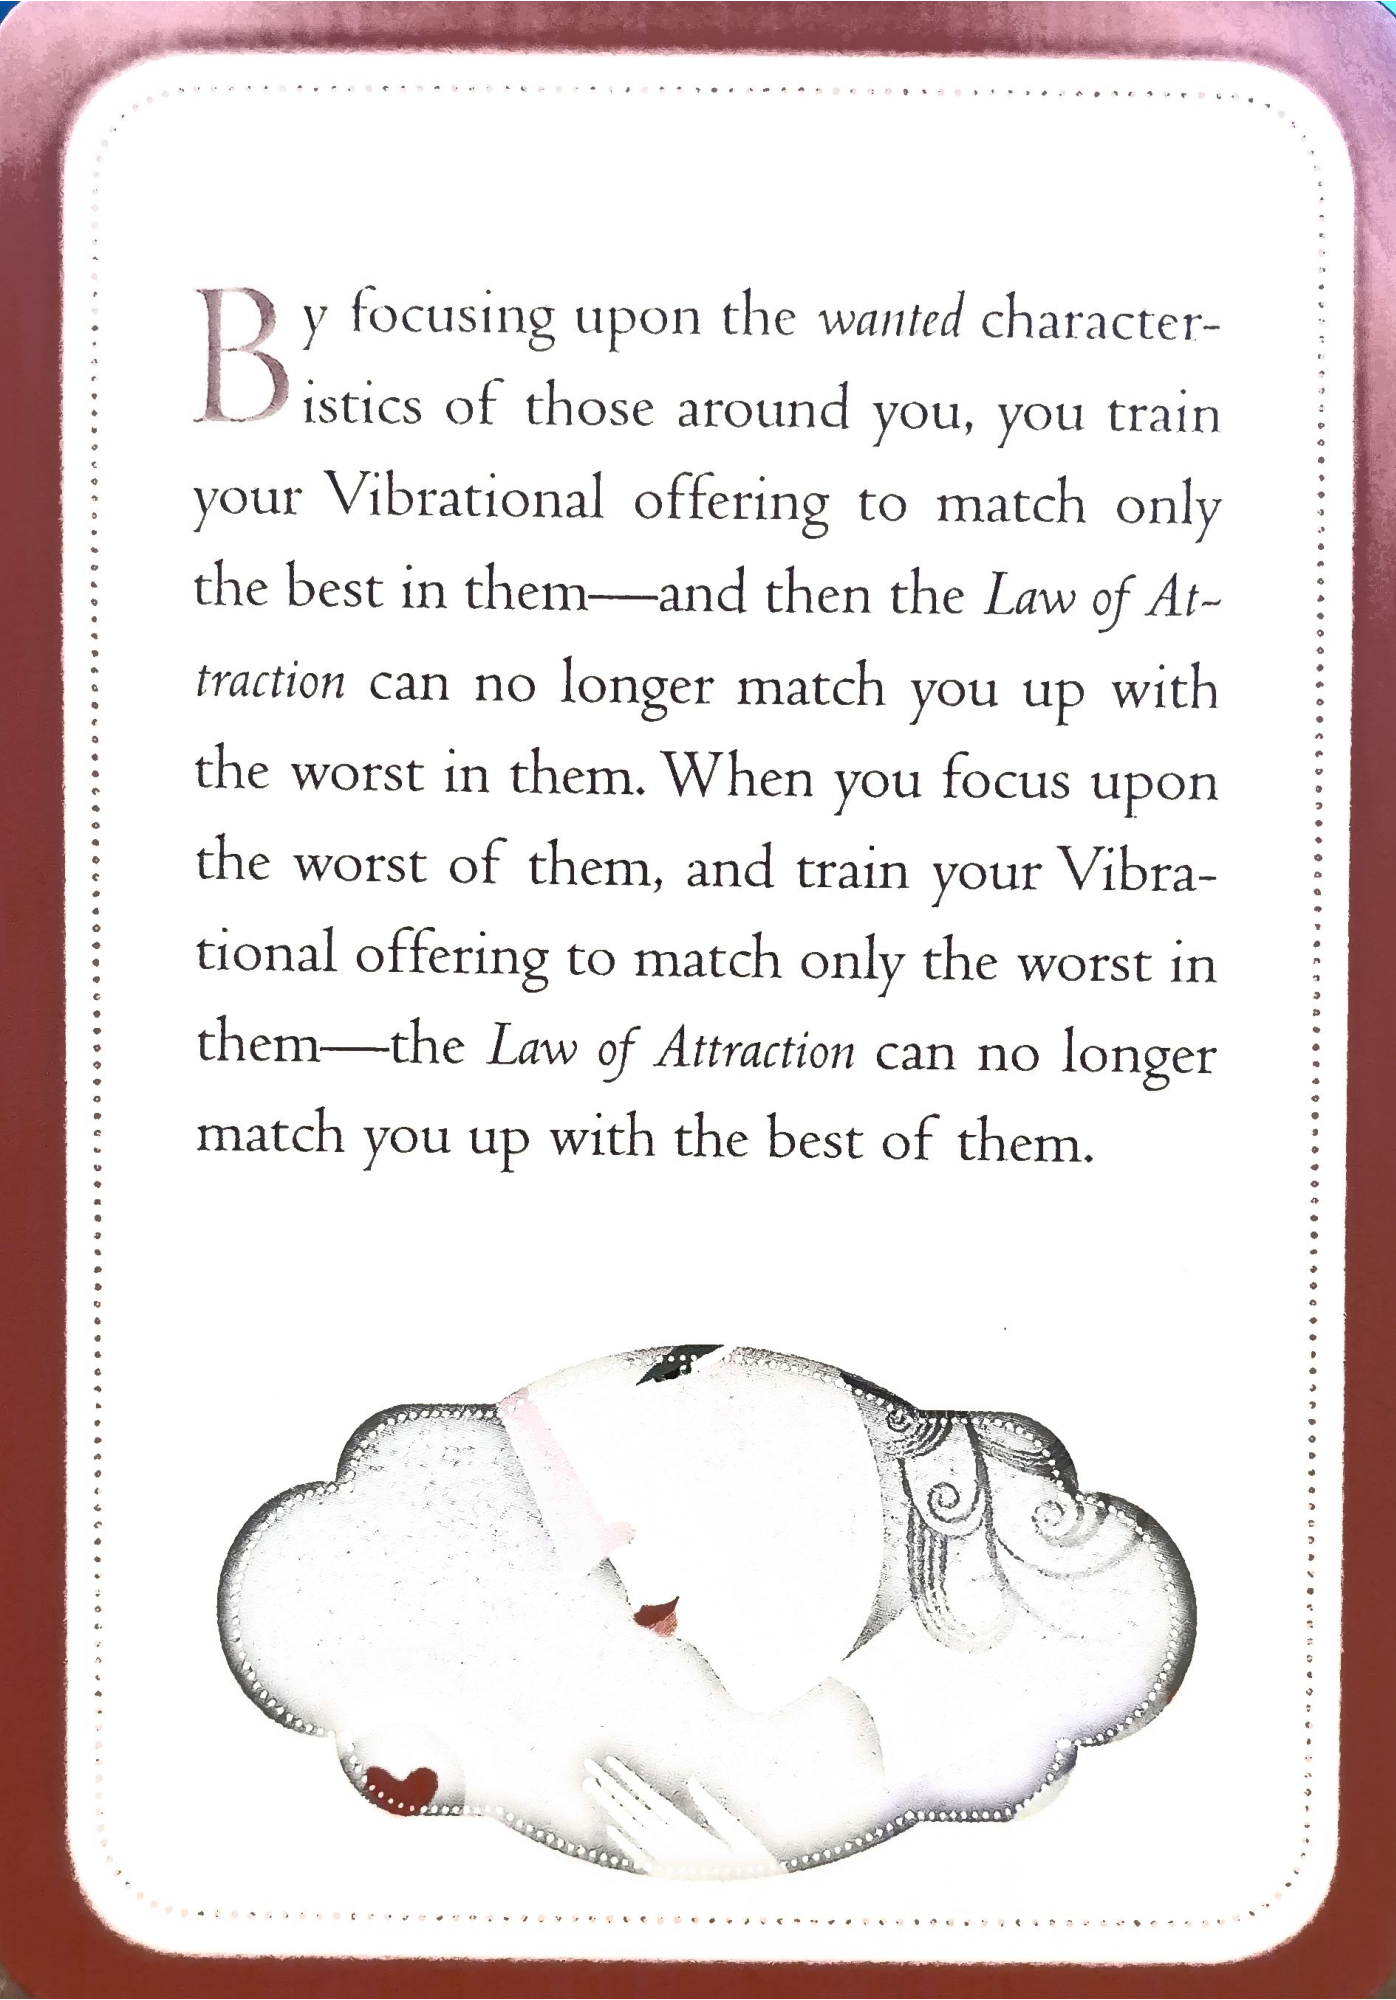 By focusing upon the wanted character-
istics of those around you, you train
your Vibrational offering to match only
the best in them—and then the Law of At-
traction can no longer match you up with
the worst in them. When you focus upon
the worst of them, and train your Vibra-
tional offering to match only the worst in
them—the Law of Attraction can no longer
match you up with the best of them.